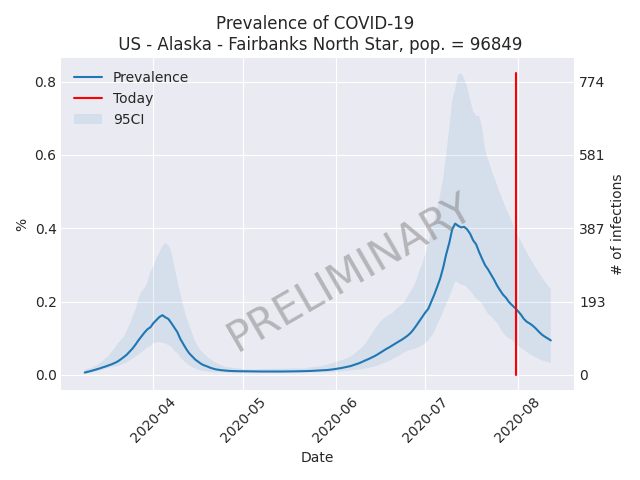 Prevalence of COVID-19
US - Alaska - Fairbanks North Star, pop. = 96849
Prevalence
Today
95CI
0.8
0.6
0.4
0.2
0.0
%
774
581
387
193
0
# of infections
PRELIMINARY
2020-04
2020-05
2020-06
2020-07
2020-08
Date